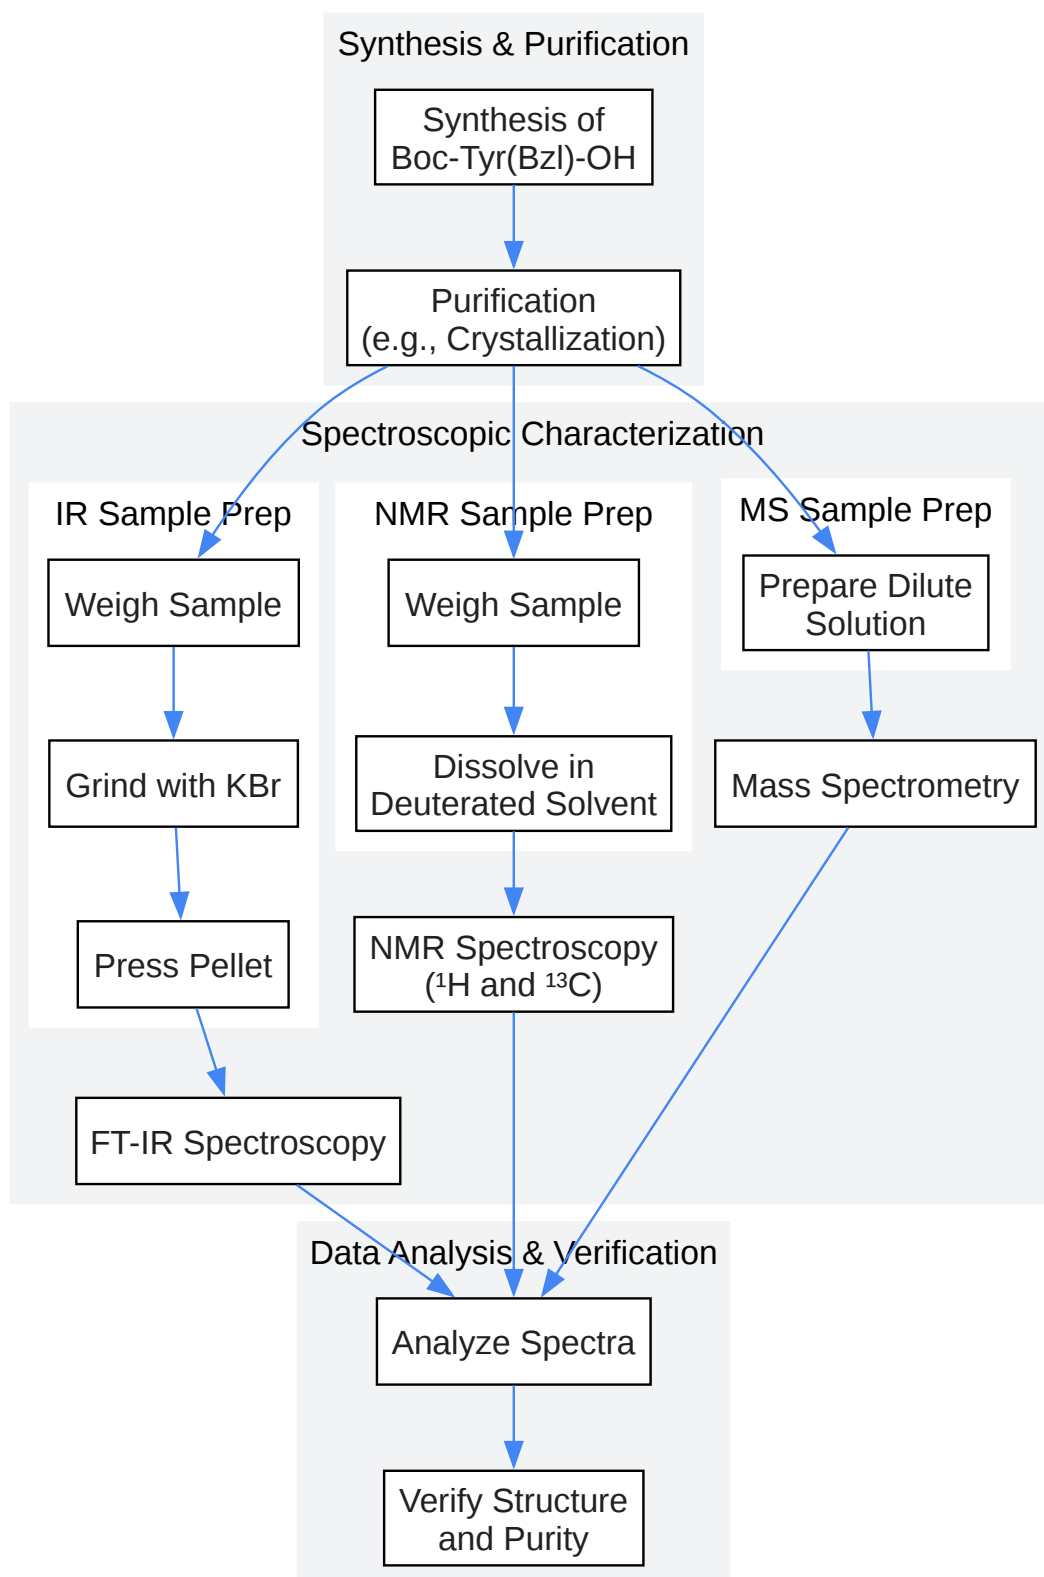 Synthesis & Purification
Synthesis of
Boc-Tyr(Bzl)-OH
Purification
(e.g., Crystallization)
Spectroscopic Characterization
IR Sample Prep
Weigh Sample
Grind with KBr
Press Pellet
FT-IR Spectroscopy
NMR Sample Prep
Weigh Sample
Dissolve in
Deuterated Solvent
NMR Spectroscopy
(¹H and ¹³C)
MS Sample Prep
Prepare Dilute
Solution
Mass Spectrometry
Data Analysis & Verification
Analyze Spectra
Verify Structure
and Purity